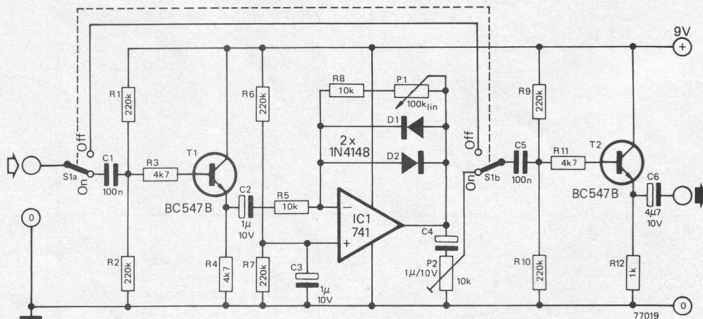 9V
+
Off
On
S1a
C1
100n
R1
220k
R2
220k
R3
4k7
T1
BC547B
R4
4k7
C2
1µ
10V
R5
10k
R6
220k
R7
220k
C3
1µ
10V
R8
10k
P1
100k lin
D1
2x
1N4148
D2
−
+
IC1
741
C4
1µ/10V
P2
10k
Off
On
S1b
C5
100n
R9
220k
R10
220k
R11
4k7
T2
BC547B
C6
4µ7
10V
R12
1k
0
0
77019